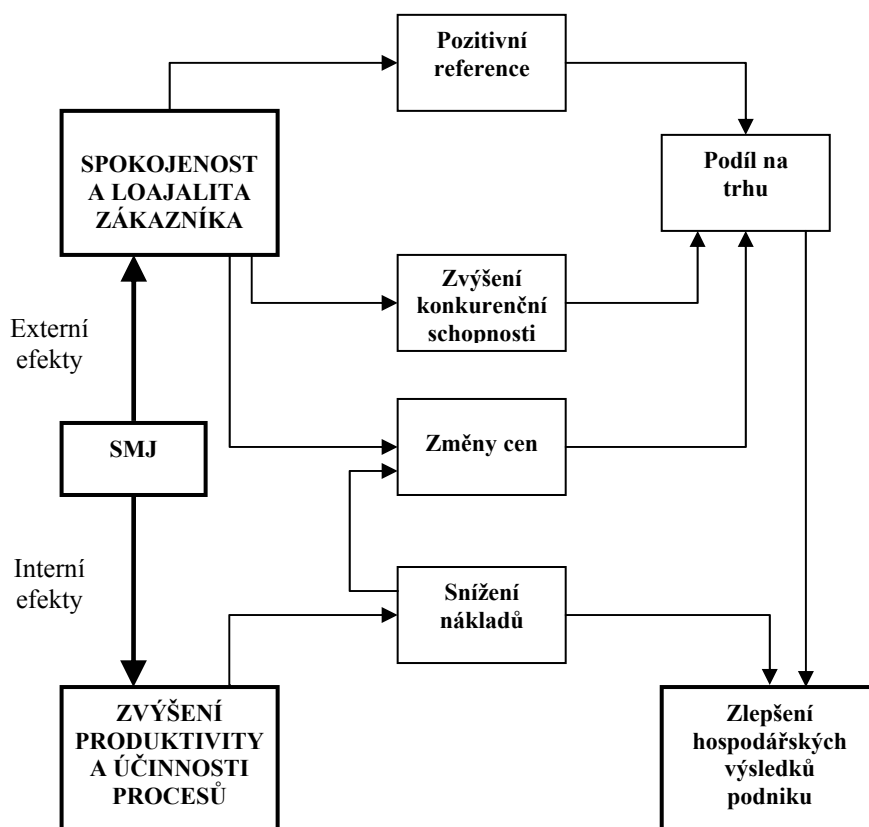 Pozitivní
reference
SPOKOJENOST
A LOAJALITA
ZÁKAZNÍKA
Podíl na
trhu
Zvýšení
konkurenční
schopnosti
Externí
efekty
SMJ
Změny cen
Interní
efekty
Snížení
nákladů
ZVÝŠENÍ
PRODUKTIVITY
A ÚČINNOSTI
PROCESŮ
Zlepšení
hospodářských
výsledků
podniku